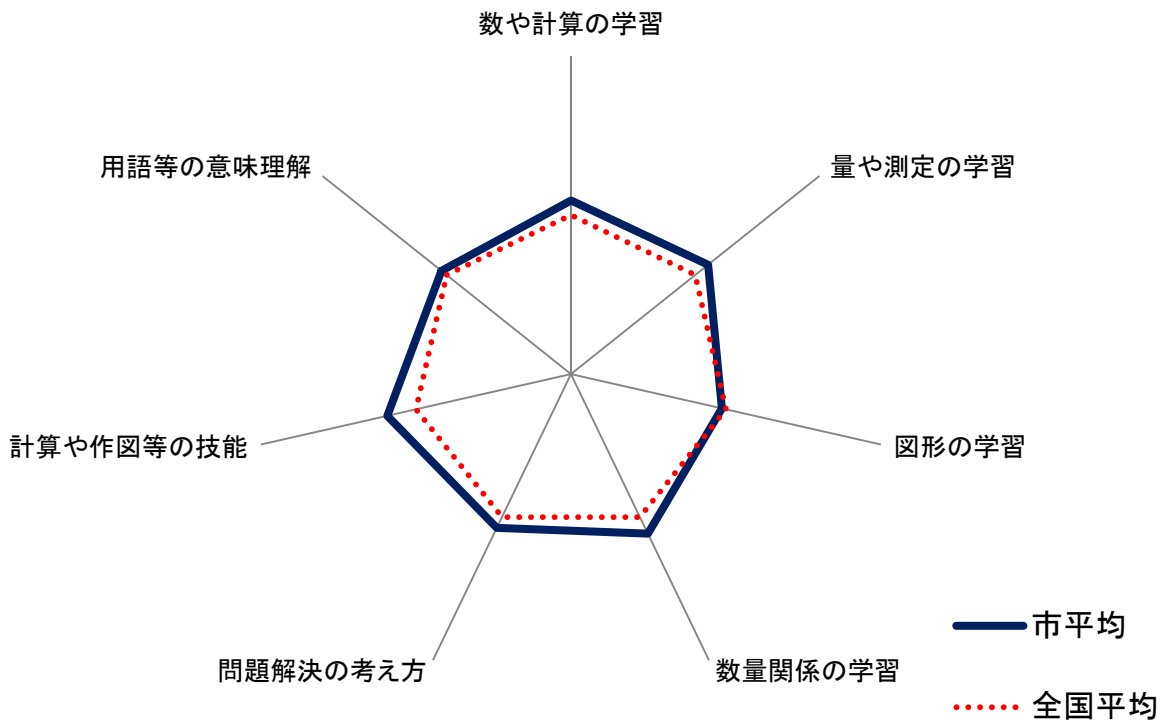 数や計算の学習
用語等の意味理解
量や測定の学習
計算や作図等の技能
図形の学習
問題解決の考え方
数量関係の学習
市平均
全国平均